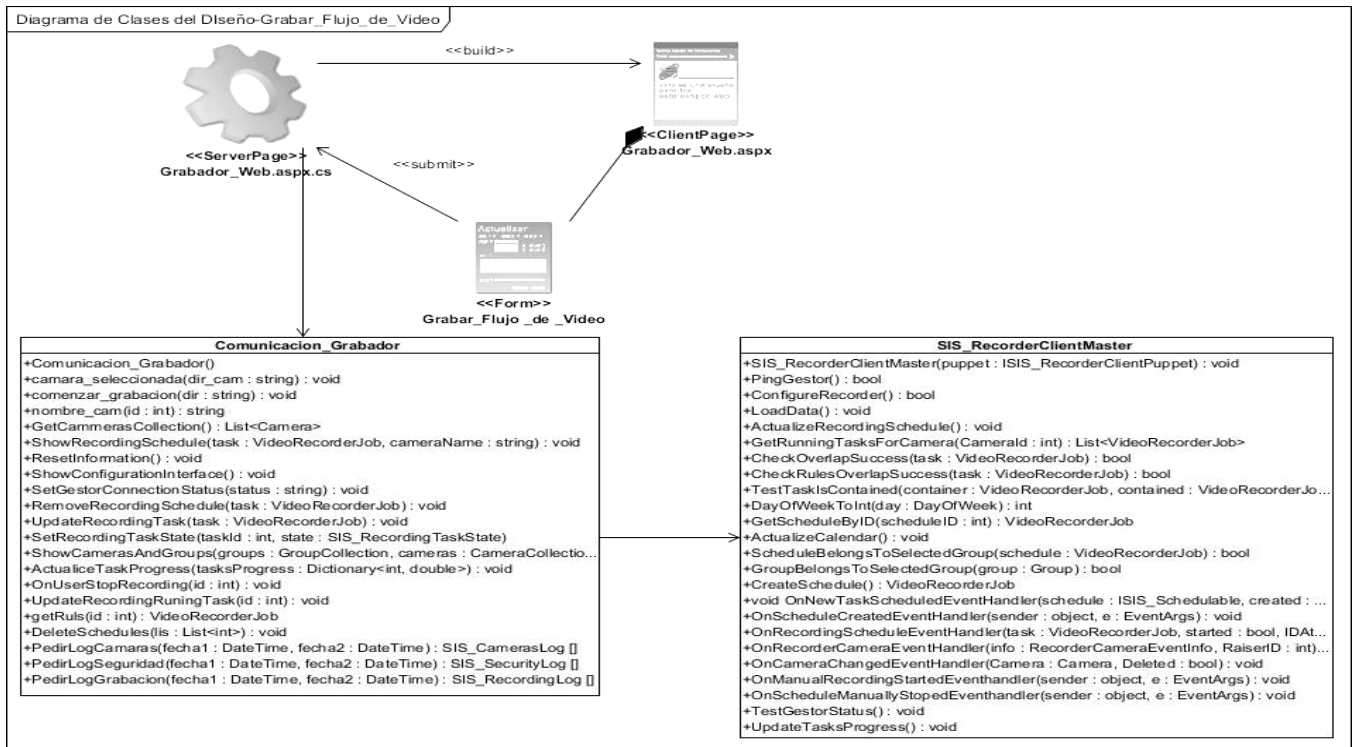 Diagrama de Clases del DIseño-Grabar_Flujo_de_Video
<<build>>
<<ClientPage>>
Grabador_Web.aspx
<<ServerPage>>
Grabador_Web.aspx.cs
<<submit>>
Actualizar
<<Form>>
Grabar_Flujo _de _Video
Comunicacion_Grabador
+Comunicacion_Grabador()
+camara_seleccionada(dir_cam : string) : void
+comenzar_grabacion(dir : string) : void
+nombre_cam(id : int) : string
+GetCammerasCollection() : List<Camera>
+ShowRecordingSchedule(task : VideoRecorderJob, cameraName : string) : void
+ResetInformation() : void
+ShowConfigurationInterface() : void
+SetGestorConnectionStatus(status : string) : void
+RemoveRecordingSchedule(task : VideoRecorderJob) : void
+UpdateRecordingTask(task : VideoRecorderJob) : void
+SetRecordingTaskState(taskId : int, state : SIS_RecordingTaskState)
+ShowCamerasAndGroups(groups : GroupCollection, cameras : CameraCollectio...
+ActualiceTaskProgress(tasksProgress : Dictionary<int, double>) : void
+OnUserStopRecording(id : int) : void
+UpdateRecordingRuningTask(id : int) : void
+getRuls(id : int) : VideoRecorderJob
+DeleteSchedules(lis : List<int>) : void
+PedirLogCamaras(fecha1 : DateTime, fecha2 : DateTime) : SIS_CamerasLog []
+PedirLogSeguridad(fecha1 : DateTime, fecha2 : DateTime) : SIS_SecurityLog []
+PedirLogGrabacion(fecha1 : DateTime, fecha2 : DateTime) : SIS_RecordingLog []
SIS_RecorderClientMaster
+SIS_RecorderClientMaster(puppet : ISIS_RecorderClientPuppet) : void
+PingGestor() : bool
+ConfigureRecorder() : bool
+LoadData() : void
+ActualizeRecordingSchedule() : void
+GetRunningTasksForCamera(CameraId : int) : List<VideoRecorderJob>
+CheckOverlapSuccess(task : VideoRecorderJob) : bool
+CheckRulesOverlapSuccess(task : VideoRecorderJob) : bool
+TestTaskIsContained(container : VideoRecorderJob, contained : VideoRecorderJo...
+DayOfWeekToInt(day : DayOfWeek) : int
+GetScheduleByID(scheduleID : int) : VideoRecorderJob
+ActualizeCalendar() : void
+ScheduleBelongsToSelectedGroup(schedule : VideoRecorderJob) : bool
+GroupBelongsToSelectedGroup(group : Group) : bool
+CreateSchedule() : VideoRecorderJob
+void OnNewTaskScheduledEventHandler(schedule : ISIS_Schedulable, created : ...
+OnScheduleCreatedEventHandler(sender : object, e : EventArgs) : void
+OnRecordingScheduleEventHandler(task : VideoRecorderJob, started : bool, IDAt...
+OnRecorderCameraEventHandler(info : RecorderCameraEventInfo, RaiserID : int)...
+OnCameraChangedEventHandler(Camera : Camera, Deleted : bool) : void
+OnManualRecordingStartedEventhandler(sender : object, e : EventArgs) : void
+OnScheduleManuallyStopedEventhandler(sender : object, e : EventArgs) : void
+TestGestorStatus() : void
+UpdateTasksProgress() : void